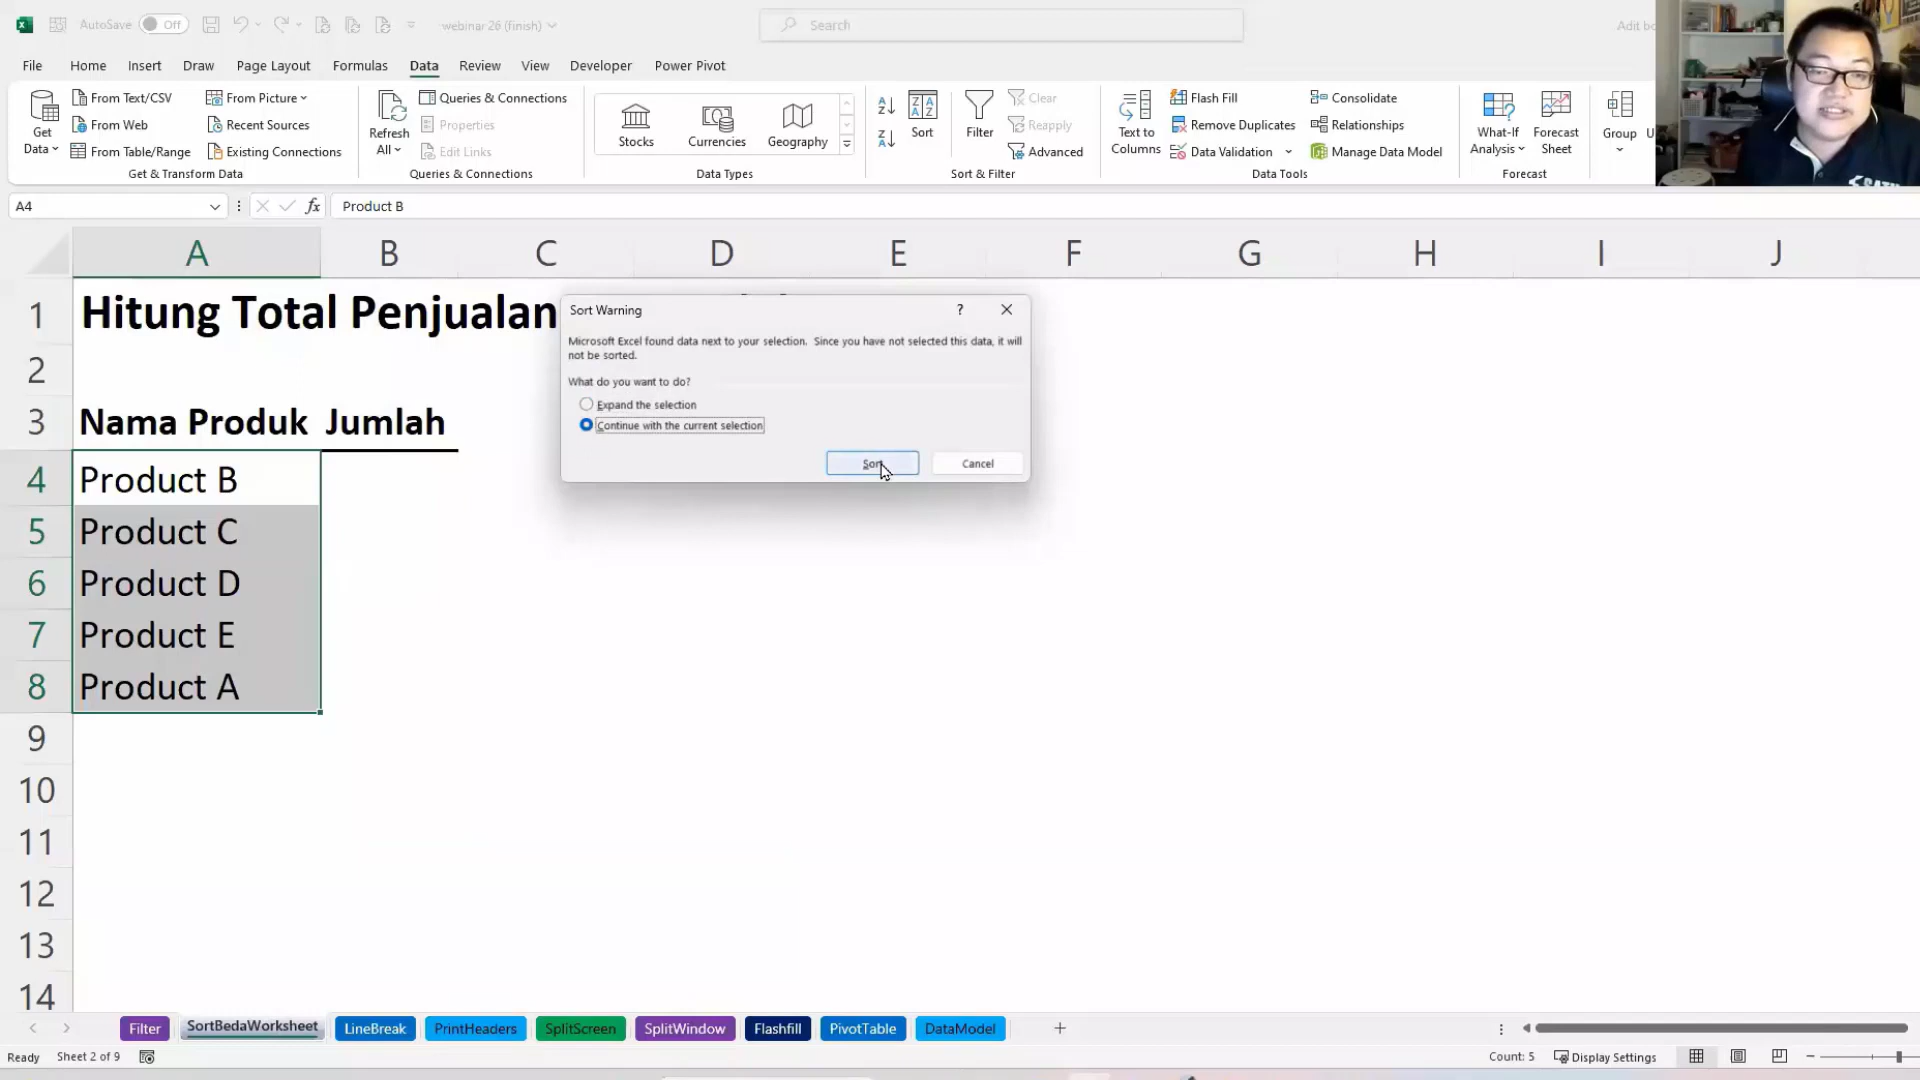 AutoSave Off webinar 26 (finish) Search Adit
File Home Insert Draw Page Layout Formulas Data Review View Developer Power Pivot
Get Data
From Text/CSV
From Web
From Table/Range
From Picture
Recent Sources
Existing Connections
Get & Transform Data
Refresh All
Queries & Connections
Properties
Edit Links
Queries & Connections
Stocks Currencies Geography
Data Types
Sort
Filter
Clear
Reapply
Advanced
Sort & Filter
Text to Columns
Flash Fill
Remove Duplicates
Data Validation
Consolidate
Relationships
Manage Data Model
Data Tools
What-If Analysis
Forecast Sheet
Forecast
Group
A4 fx Product B
A B C D E F G H I J
1 Hitung Total Penjualan
2
3 Nama Produk Jumlah
4 Product B
5 Product C
6 Product D
7 Product E
8 Product A
9
10
11
12
13
14
Sort Warning ?
Microsoft Excel found data next to your selection. Since you have not selected this data, it will
not be sorted.
What do you want to do?
Expand the selection
Continue with the current selection
Sort Cancel
Filter SortBedaWorksheet LineBreak PrintHeaders SplitScreen SplitWindow Flashfill PivotTable DataModel
Ready Sheet 2 of 9 Count: 5 Display Settings